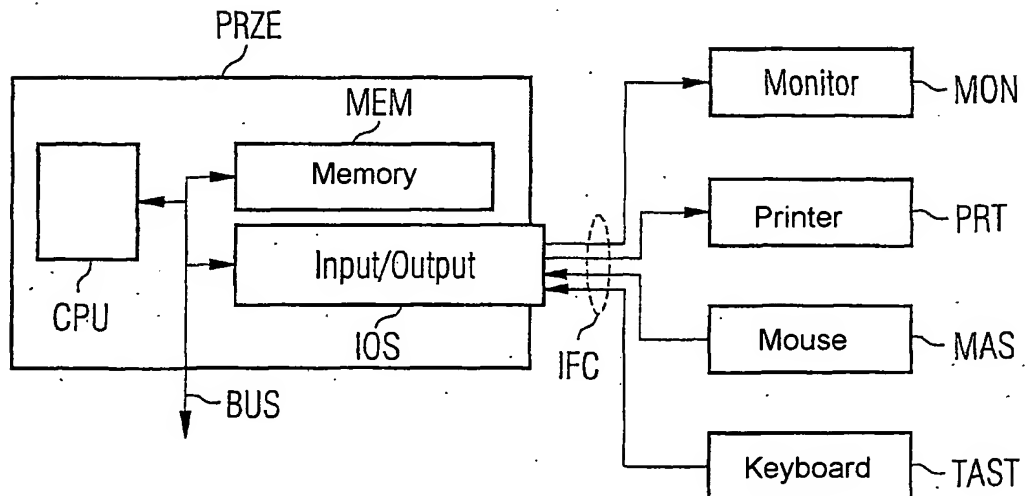 PRZE
MEM
Monitor
MON
Memory
Printer
PRT
Input/Output
CPU
IOS
IFC
Mouse
MAS
BUS
Keyboard
TAST